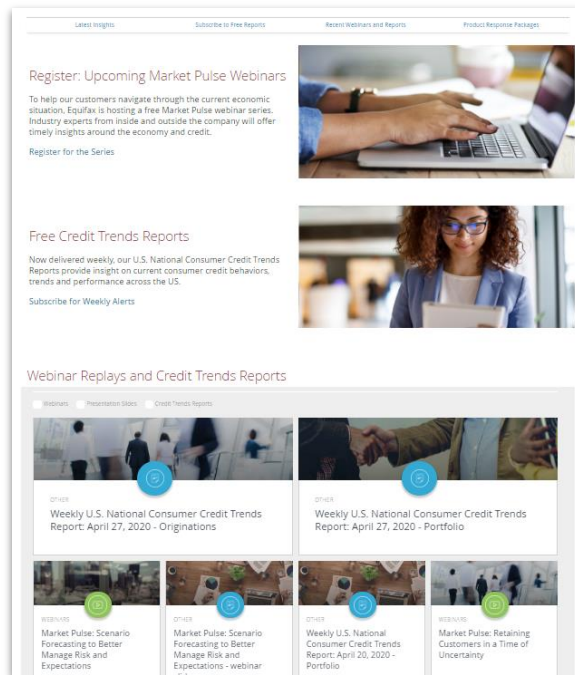 Latest Insights Subscribe to Free Reports Recent Webinars and Reports Product Response Packages
Register: Upcoming Market Pulse Webinars
To help our customers navigate through the current economic
situation, Equifax is hosting a free Market Pulse webinar series.
Industry experts from inside and outside the company will offer
timely insights around the economy and credit.
Register for the Series
Free Credit Trends Reports
Now delivered weekly, our U.S. National Consumer Credit Trends
Reports provide insight on current consumer credit behaviors,
trends and performance across the US.
Subscribe for Weekly Alerts
Webinar Replays and Credit Trends Reports
Webinars Presentation Slides Credit Trends Reports
OTHER
Weekly U.S. National Consumer Credit Trends
Report: April 27, 2020 - Originations
OTHER
Weekly U.S. National Consumer Credit Trends
Report: April 27, 2020 - Portfolio
WEBINARS
Market Pulse: Scenario
Forecasting to Better
Manage Risk and
Expectations
OTHER
Market Pulse: Scenario
Forecasting to Better
Manage Risk and
Expectations - webinar
OTHER
Weekly U.S. National
Consumer Credit Trends
Report: April 20, 2020 -
Portfolio
WEBINARS
Market Pulse: Retaining
Customers in a Time of
Uncertainty